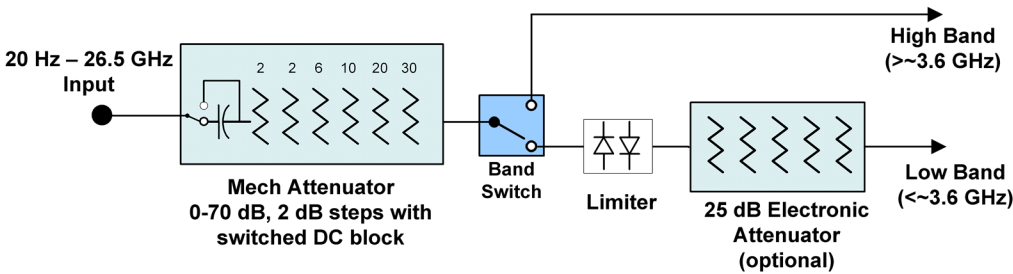 20 Hz – 26.5 GHz
Input
2 2 6 10 20 30
Mech Attenuator
0-70 dB, 2 dB steps with
switched DC block
Band
Switch
Limiter
25 dB Electronic
Attenuator
(optional)
High Band
(>~3.6 GHz)
Low Band
(<~3.6 GHz)